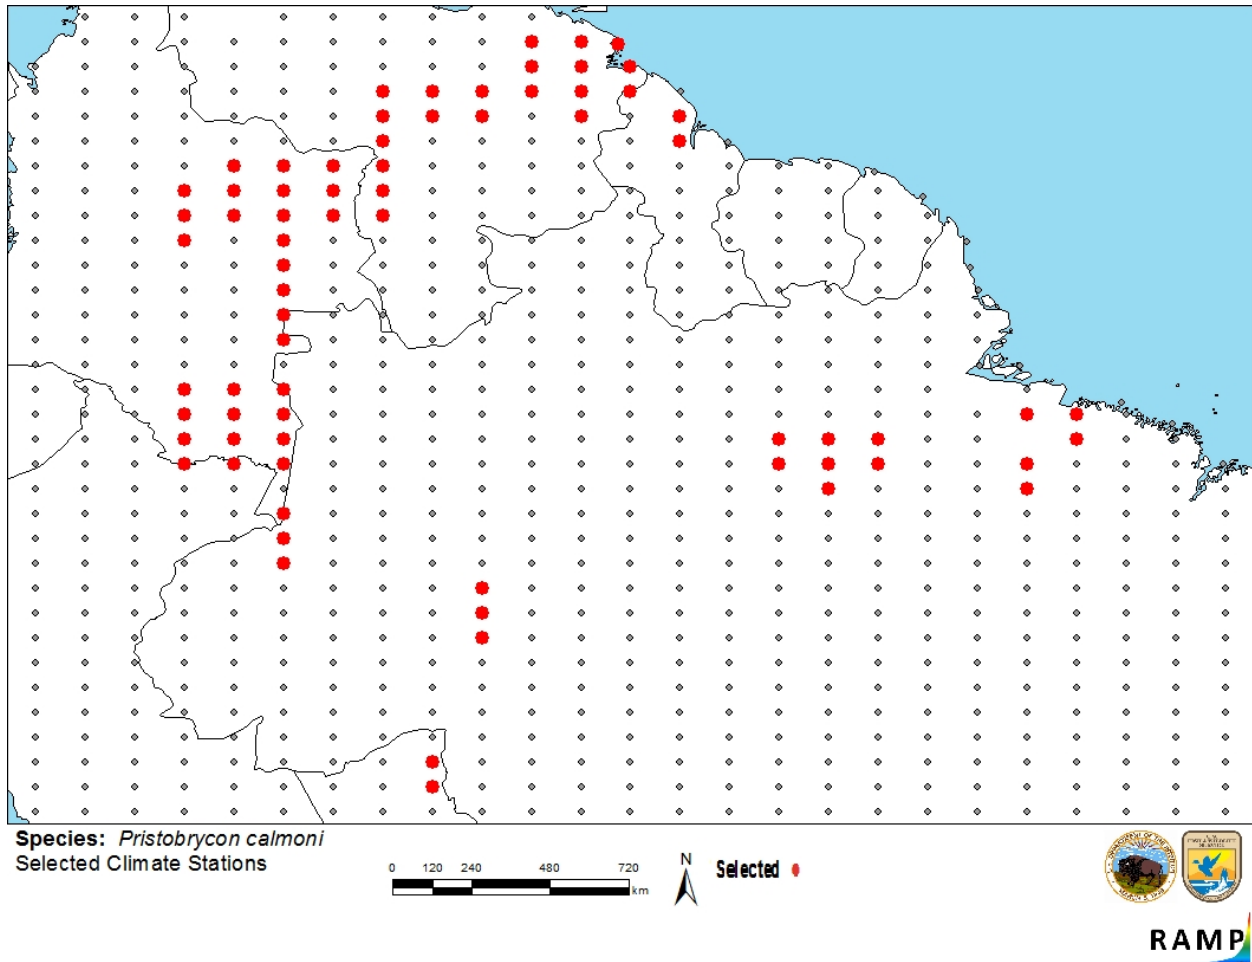 Species: Pristobrycon calmoni
Selected Climate Stations
0 120 240 480 720
km
N
Selected
RAMP